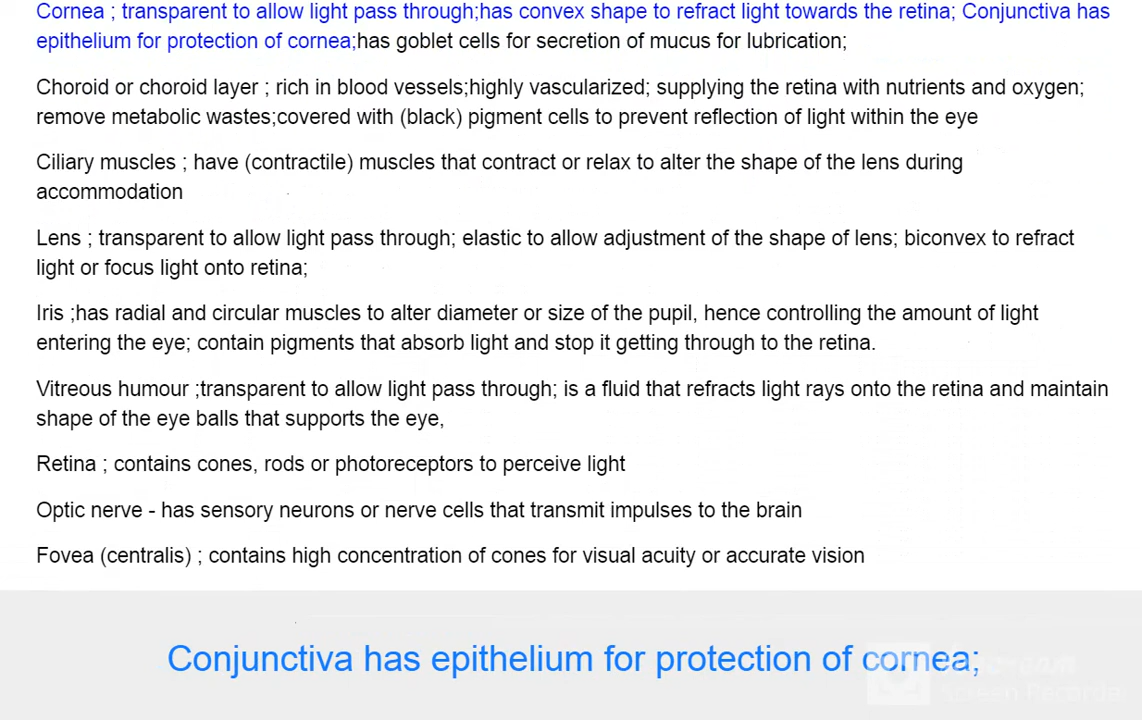 Cornea ; transparent to allow light pass through;has convex shape to refract light towards the retina; Conjunctiva has
epithelium for protection of cornea;has goblet cells for secretion of mucus for lubrication;
Choroid or choroid layer ; rich in blood vessels;highly vascularized; supplying the retina with nutrients and oxygen;
remove metabolic wastes;covered with (black) pigment cells to prevent reflection of light within the eye
Ciliary muscles ; have (contractile) muscles that contract or relax to alter the shape of the lens during
accommodation
Lens ; transparent to allow light pass through; elastic to allow adjustment of the shape of lens; biconvex to refract
light or focus light onto retina;
Iris ;has radial and circular muscles to alter diameter or size of the pupil, hence controlling the amount of light
entering the eye; contain pigments that absorb light and stop it getting through to the retina.
Vitreous humour ;transparent to allow light pass through; is a fluid that refracts light rays onto the retina and maintain
shape of the eye balls that supports the eye,
Retina ; contains cones, rods or photoreceptors to perceive light
Optic nerve - has sensory neurons or nerve cells that transmit impulses to the brain
Fovea (centralis) ; contains high concentration of cones for visual acuity or accurate vision
Conjunctiva has epithelium for protection of cornea;
Screen Recorder